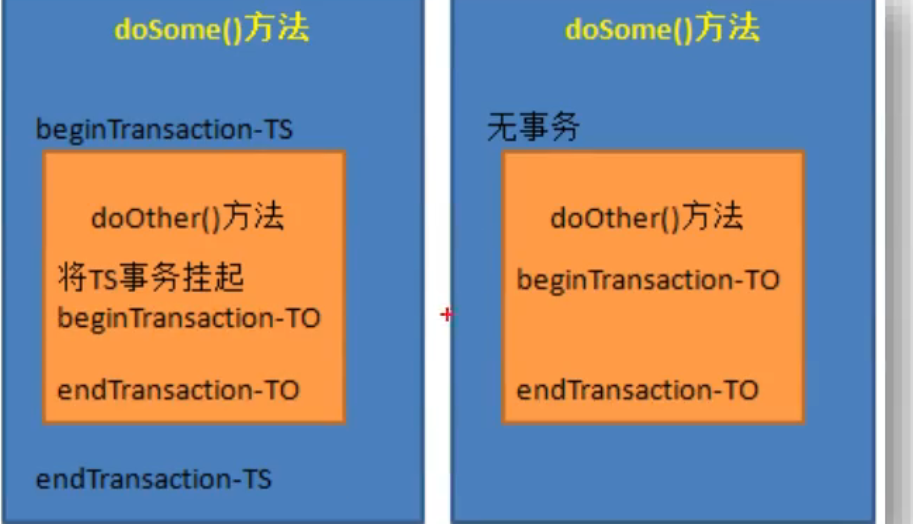 doSome()方法
beginTransaction-TS
doOther()方法
将TS事务挂起
beginTransaction-TO
endTransaction-TO
endTransaction-TS
doSome()方法
无事务
doOther()方法
beginTransaction-TO
endTransaction-TO